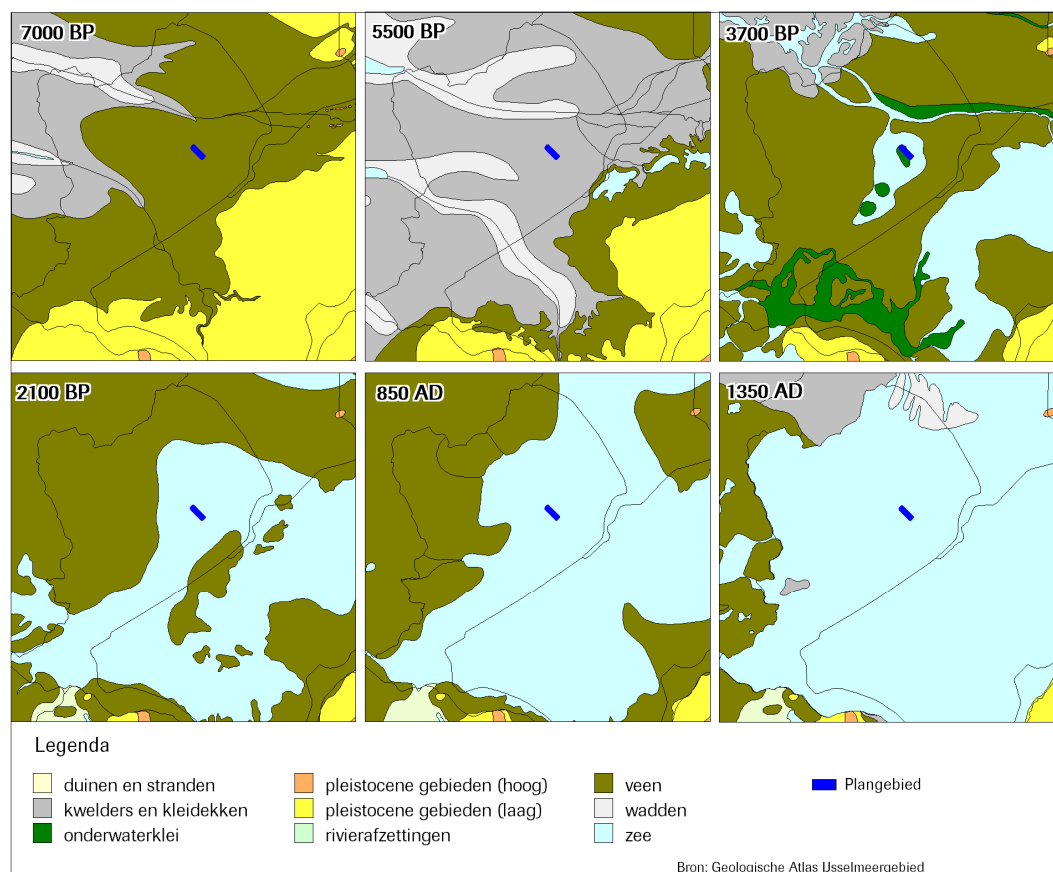 7000 BP
5500 BP
3700 BP
2100 BP
850 AD
1350 AD
Legenda
duinen en stranden
kwelders en kleidekken
onderwaterklei
pleistocene gebieden (hoog)
pleistocene gebieden (laag)
rivierafzettingen
veen
wadden
zee
Plangebied
Bron: Geologische Atlas IJsselmeergebied